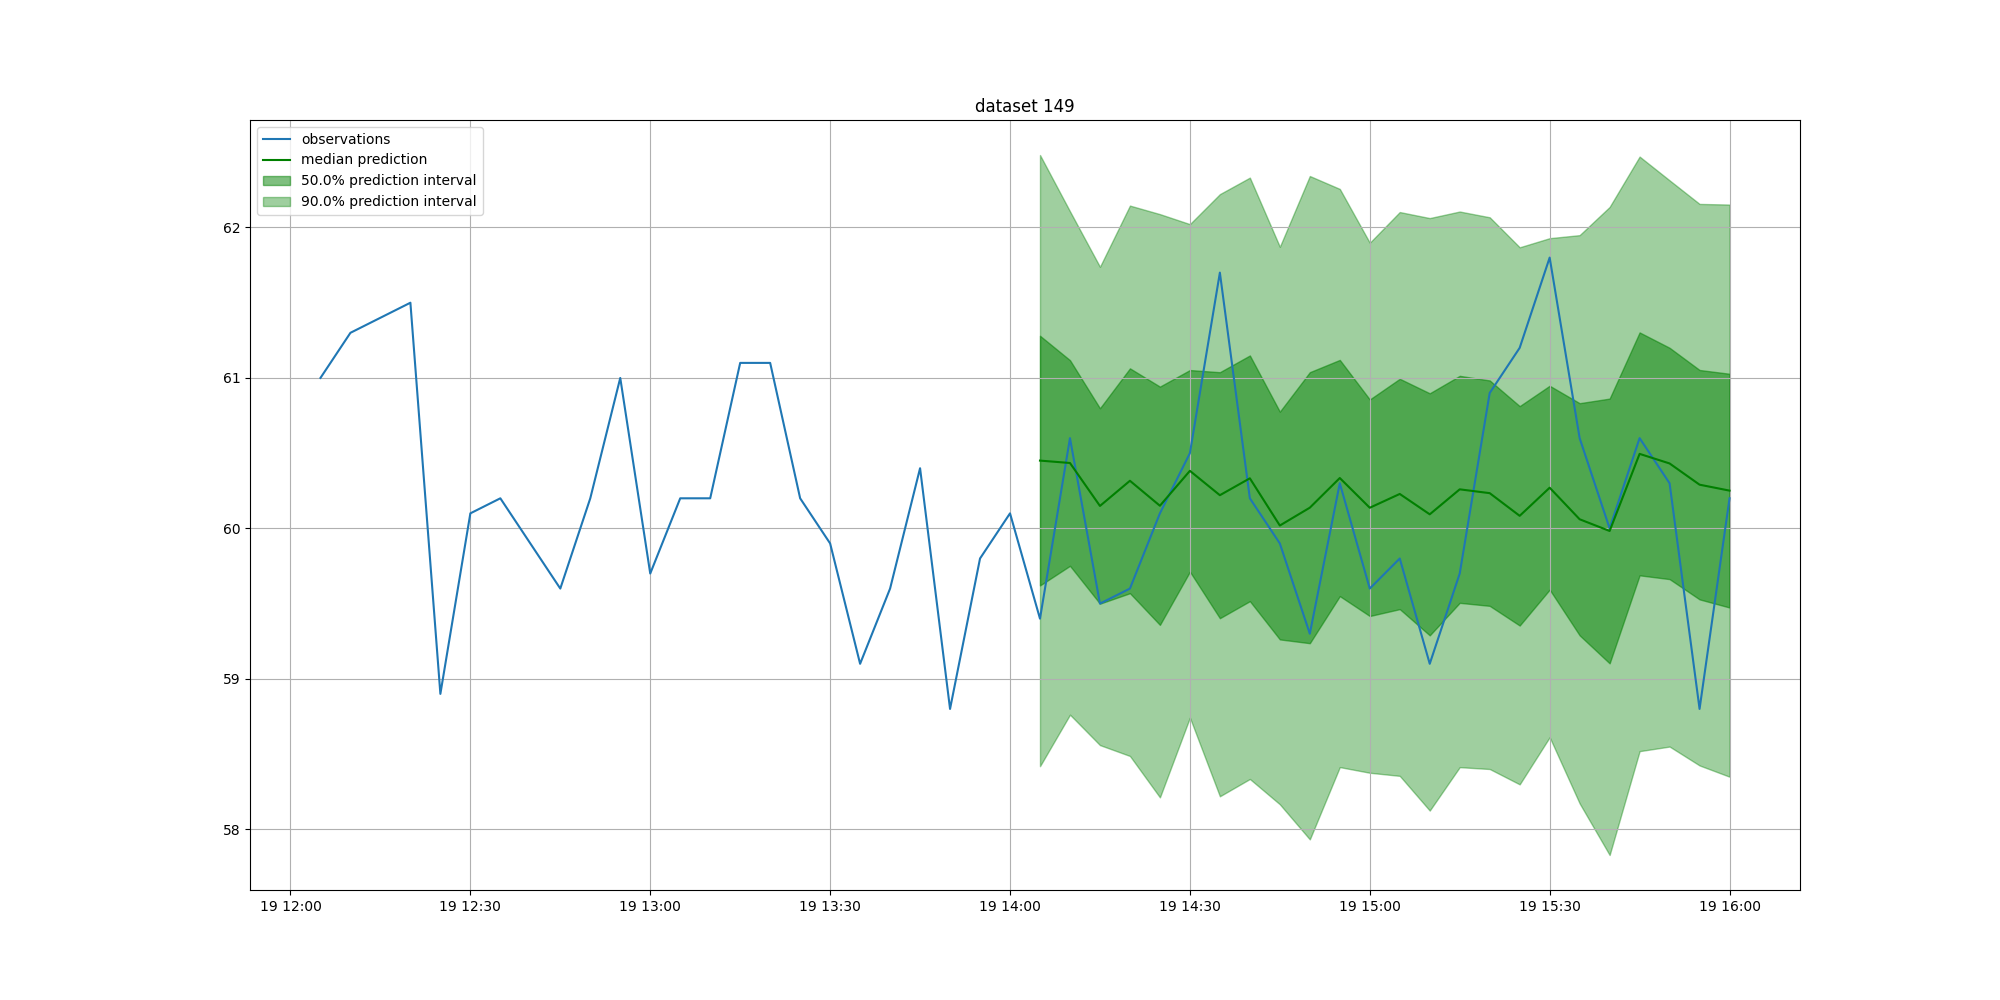 dataset 149
observations
median prediction
50.0% prediction interval
90.0% prediction interval
62
61
60
59
58
19 12:00 19 12:30 19 13:00 19 13:30 19 14:00 19 14:30 19 15:00 19 15:30 19 16:00